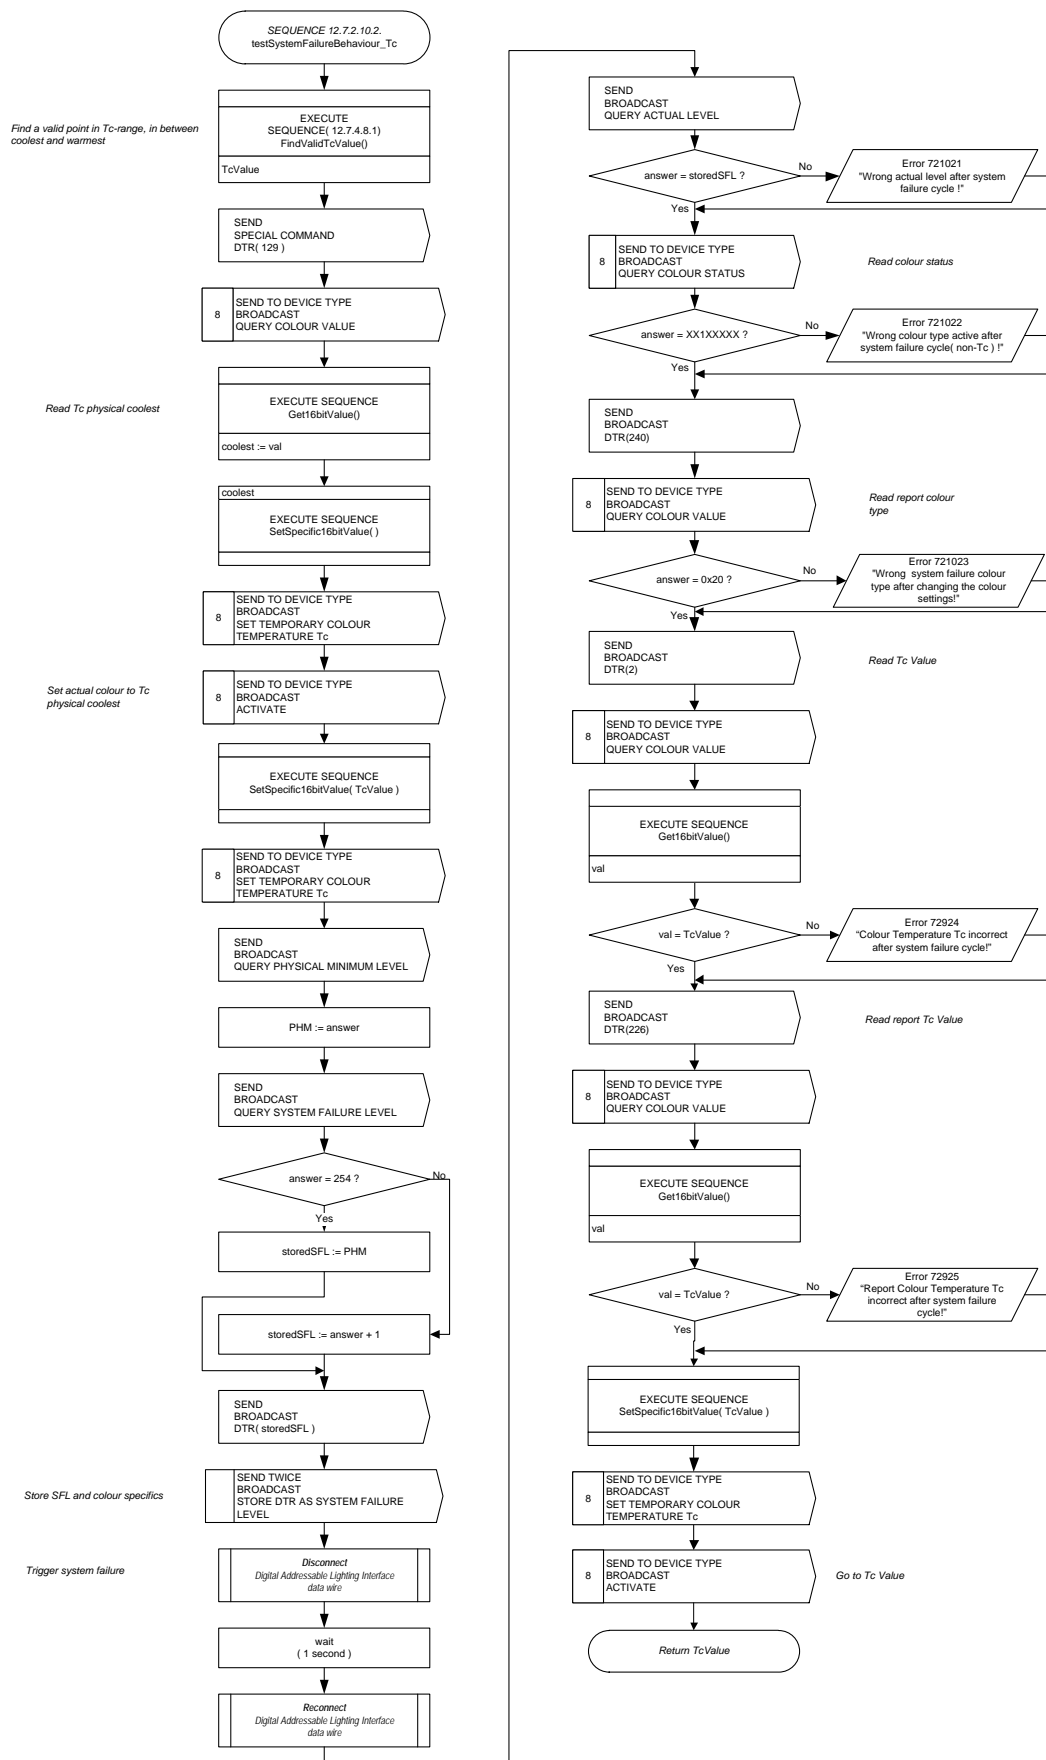 SEQUENCE 12.7.2.10.2.
testSystemFailureBehaviour_Tc
Find a valid point in Tc-range, in between
coolest and warmest
EXECUTE
SEQUENCE( 12.7.4.8.1)
FindValidTcValue()
TcValue
SEND
SPECIAL COMMAND
DTR( 129 )
8
SEND TO DEVICE TYPE
BROADCAST
QUERY COLOUR VALUE
Read Tc physical coolest
EXECUTE SEQUENCE
Get16bitValue()
coolest := val
coolest
EXECUTE SEQUENCE
SetSpecific16bitValue( )
8
SEND TO DEVICE TYPE
BROADCAST
SET TEMPORARY COLOUR
TEMPERATURE Tc
Set actual colour to Tc
physical coolest
8
SEND TO DEVICE TYPE
BROADCAST
ACTIVATE
EXECUTE SEQUENCE
SetSpecific16bitValue( TcValue )
8
SEND TO DEVICE TYPE
BROADCAST
SET TEMPORARY COLOUR
TEMPERATURE Tc
SEND
BROADCAST
QUERY PHYSICAL MINIMUM LEVEL
PHM := answer
SEND
BROADCAST
QUERY SYSTEM FAILURE LEVEL
answer = 254 ?
No
Yes
storedSFL := PHM
storedSFL := answer + 1
SEND
BROADCAST
DTR( storedSFL )
Store SFL and colour specifics
SEND TWICE
BROADCAST
STORE DTR AS SYSTEM FAILURE
LEVEL
Trigger system failure
Disconnect
Digital Addressable Lighting Interface
data wire
wait
( 1 second )
Reconnect
Digital Addressable Lighting Interface
data wire
SEND
BROADCAST
QUERY ACTUAL LEVEL
answer = storedSFL ?
No
Error 721021
"Wrong actual level after system
failure cycle !"
Yes
8
SEND TO DEVICE TYPE
BROADCAST
QUERY COLOUR STATUS
Read colour status
answer = XX1XXXXX ?
No
Error 721022
"Wrong colour type active after
system failure cycle( non-Tc ) !"
Yes
SEND
BROADCAST
DTR(240)
8
SEND TO DEVICE TYPE
BROADCAST
QUERY COLOUR VALUE
Read report colour
type
answer = 0x20 ?
No
Error 721023
"Wrong system failure colour
type after changing the colour
settings!"
Yes
SEND
BROADCAST
DTR(2)
Read Tc Value
8
SEND TO DEVICE TYPE
BROADCAST
QUERY COLOUR VALUE
EXECUTE SEQUENCE
Get16bitValue()
val
val = TcValue ?
No
Error 72924
"Colour Temperature Tc incorrect
after system failure cycle!"
Yes
SEND
BROADCAST
DTR(226)
Read report Tc Value
8
SEND TO DEVICE TYPE
BROADCAST
QUERY COLOUR VALUE
EXECUTE SEQUENCE
Get16bitValue()
val
val = TcValue ?
No
Error 72925
"Report Colour Temperature Tc
incorrect after system failure
cycle!"
Yes
EXECUTE SEQUENCE
SetSpecific16bitValue( TcValue )
8
SEND TO DEVICE TYPE
BROADCAST
SET TEMPORARY COLOUR
TEMPERATURE Tc
8
SEND TO DEVICE TYPE
BROADCAST
ACTIVATE
Go to Tc Value
Return TcValue